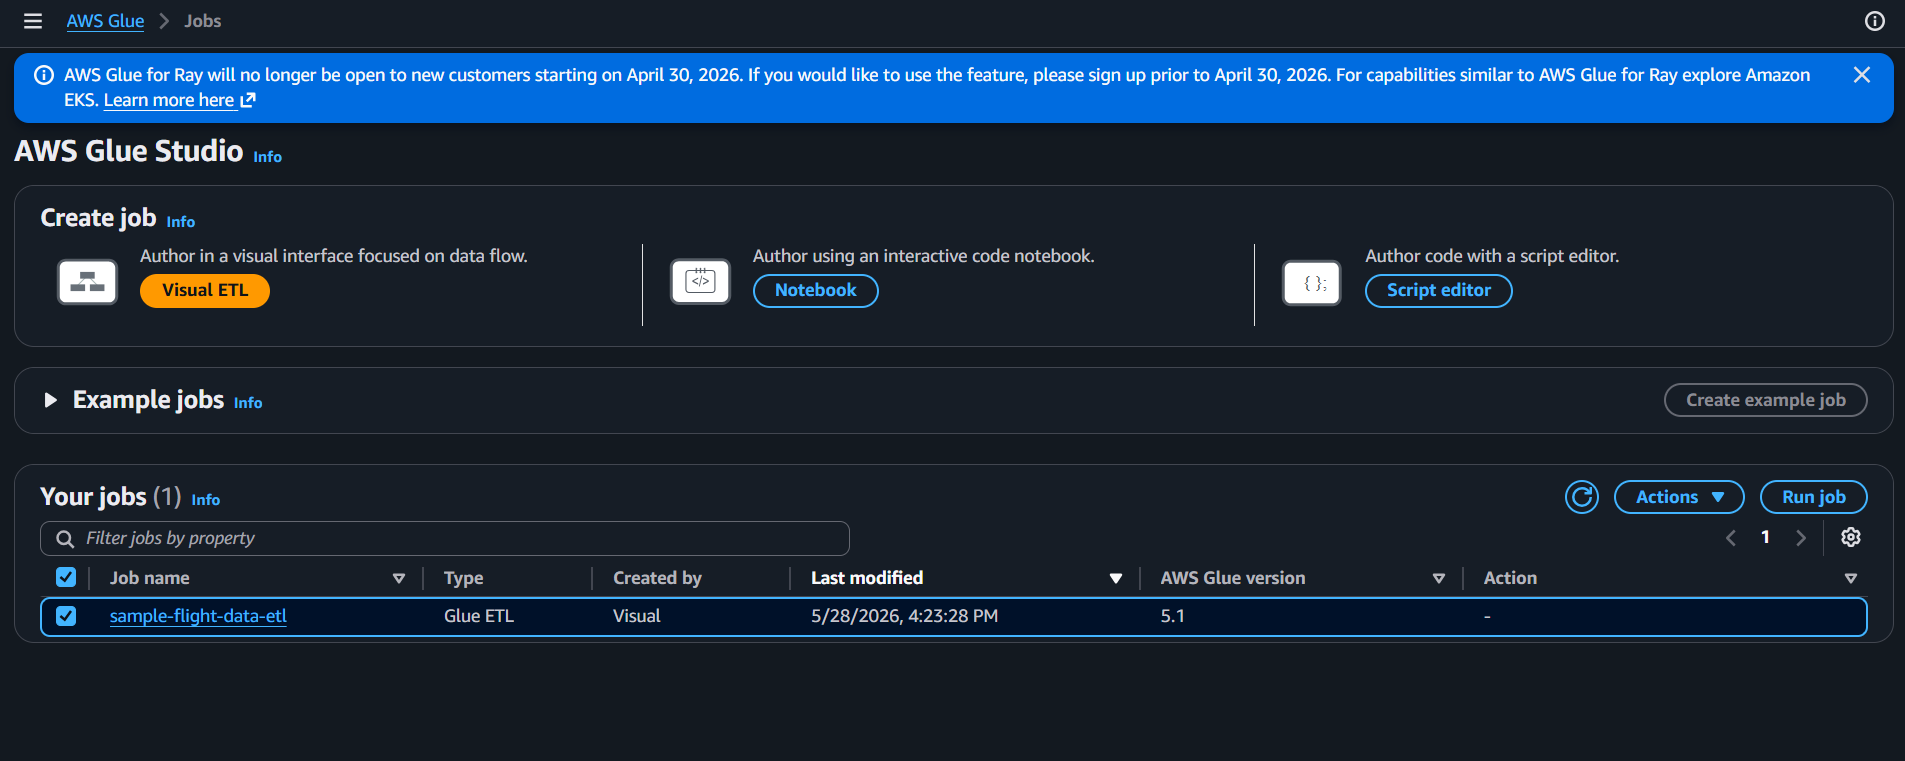 AWS Glue Jobs
AWS Glue for Ray will no longer be open to new customers starting on April 30, 2026. If you would like to use the feature, please sign up prior to April 30, 2026. For capabilities similar to AWS Glue for Ray explore Amazon
EKS. Learn more here
AWS Glue Studio Info
Create job Info
Author in a visual interface focused on data flow.
Visual ETL
Author using an interactive code notebook.
</>
Notebook
Author code with a script editor.
{ };
Script editor
Example jobs Info
Create example job
Your jobs (1) Info
Actions Run job
Filter jobs by property
1
Job name Type Created by Last modified AWS Glue version Action
sample-flight-data-etl Glue ETL Visual 5/28/2026, 4:23:28 PM 5.1 -